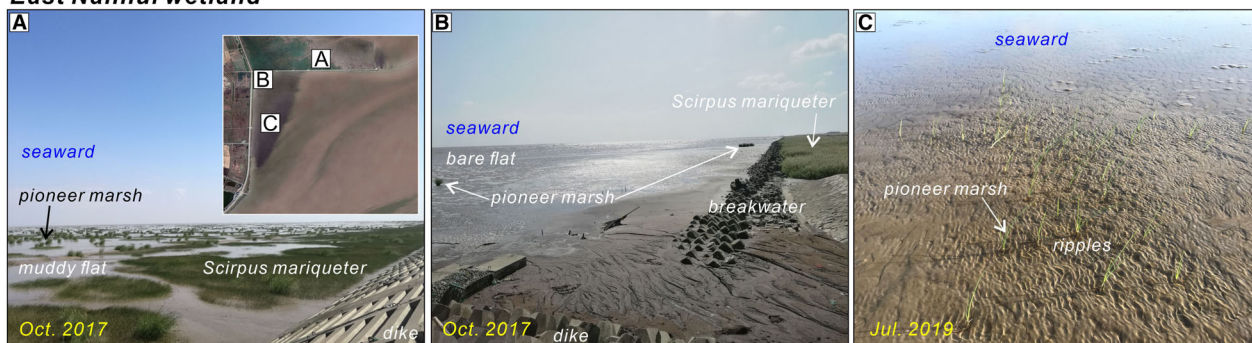 East Nanhui wetland
A
A
B
C
seaward
pioneer marsh
muddy flat
Scirpus mariqueter
Oct. 2017
dike
B
Scirpus mariqueter
seaward
bare flat
pioneer marsh
breakwater
Oct. 2017
dike
C
seaward
pioneer marsh
ripples
Jul. 2019